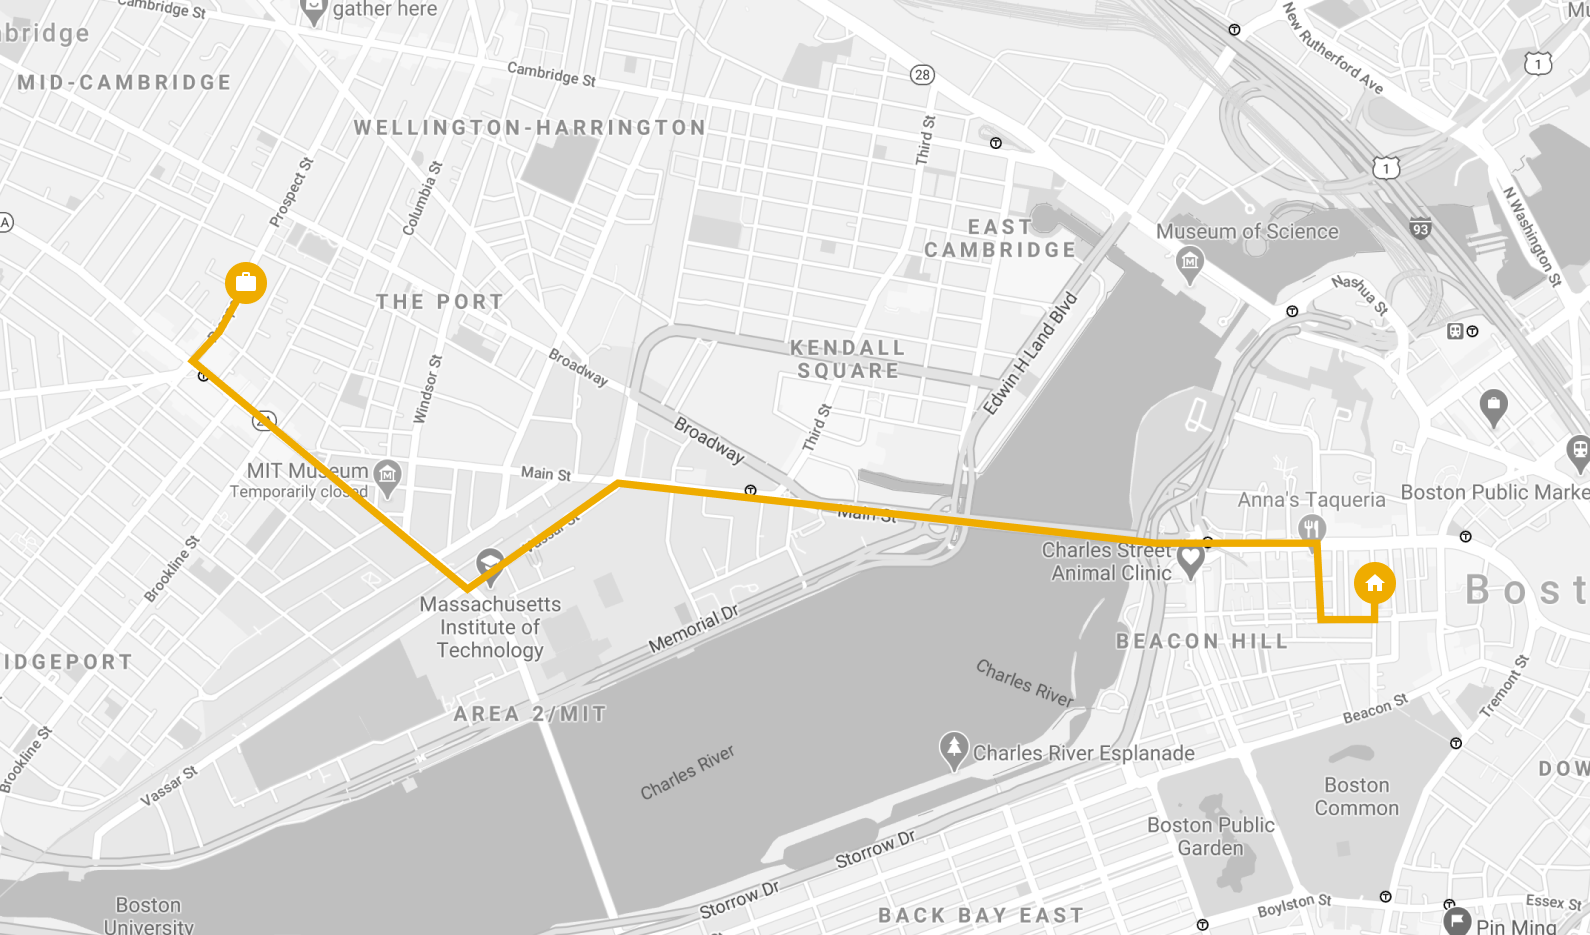 Cambridge St
gather here
bridge
MID-CAMBRIDGE
Cambridge St
28
New Rutherford Ave
1
WELLINGTON-HARRINGTON
Third St
Prospect St
Columbia St
1
N Washington St
A
EAST
CAMBRIDGE
Museum of Science
93
THE PORT
Nashua St
KENDALL
SQUARE
Edwin H Land Blvd
Broadway
Windsor St
Third St
Broadway
2A
MIT Museum
Temporarily closed
Main St
Anna's Taqueria
Boston Public Marke
Main St
Vassar St
Charles Street
Animal Clinic
Brookline St
Massachusetts
Institute of
Technology
Bost
Memorial Dr
BEACON HILL
IDGEPORT
Charles River
Tremont St
Beacon St
AREA 2/MIT
Brookline St
Charles River
Charles River Esplanade
Vassar St
DOW
Boston
Common
Boston Public
Garden
Storrow Dr
Storrow Dr
Boston
University
BACK BAY EAST
Boylston St
Essex St
Pin Ming